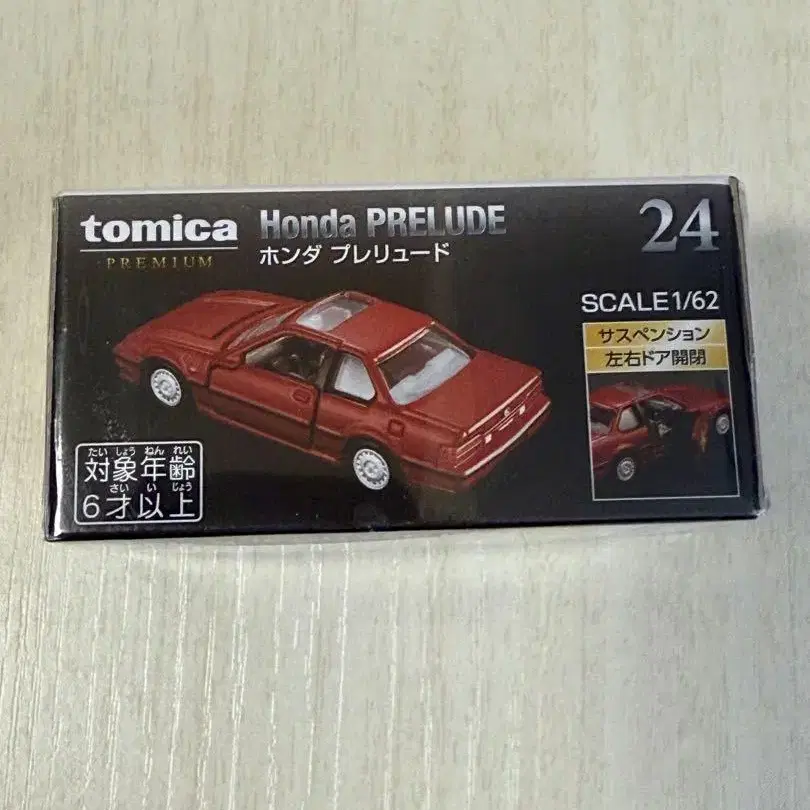 tomica
PREMIUM
Honda PRELUDE
ホンダ プレリュード
24
SCALE1/62
サスペンション
左右ドア開閉
たい しょう ねん れい
対象年齢
さい い じょう
6才以上